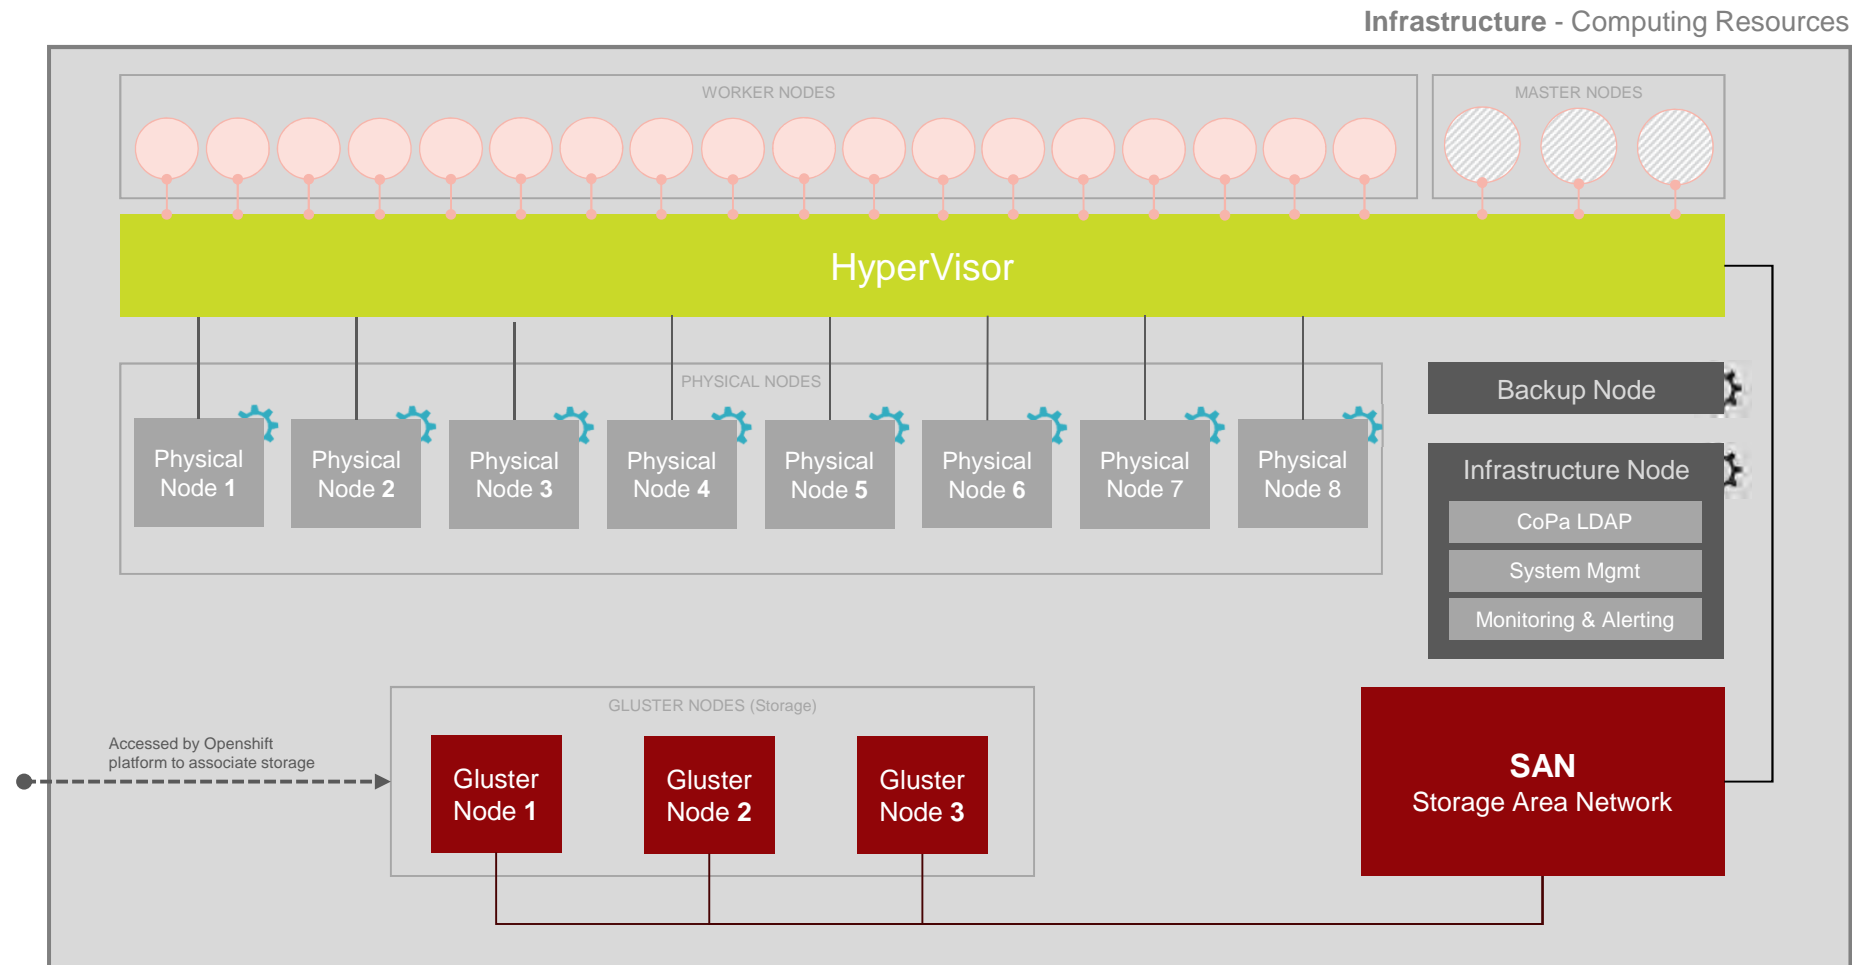 Infrastructure - Computing Resources
WORKER NODES
MASTER NODES
HyperVisor
PHYSICAL NODES
Physical
Node 1
Physical
Node 2
Physical
Node 3
Physical
Node 4
Physical
Node 5
Physical
Node 6
Physical
Node 7
Physical
Node 8
Backup Node
Infrastructure Node
CoPa LDAP
System Mgmt
Monitoring & Alerting
GLUSTER NODES (Storage)
Accessed by Openshift
platform to associate storage
Gluster
Node 1
Gluster
Node 2
Gluster
Node 3
SAN
Storage Area Network